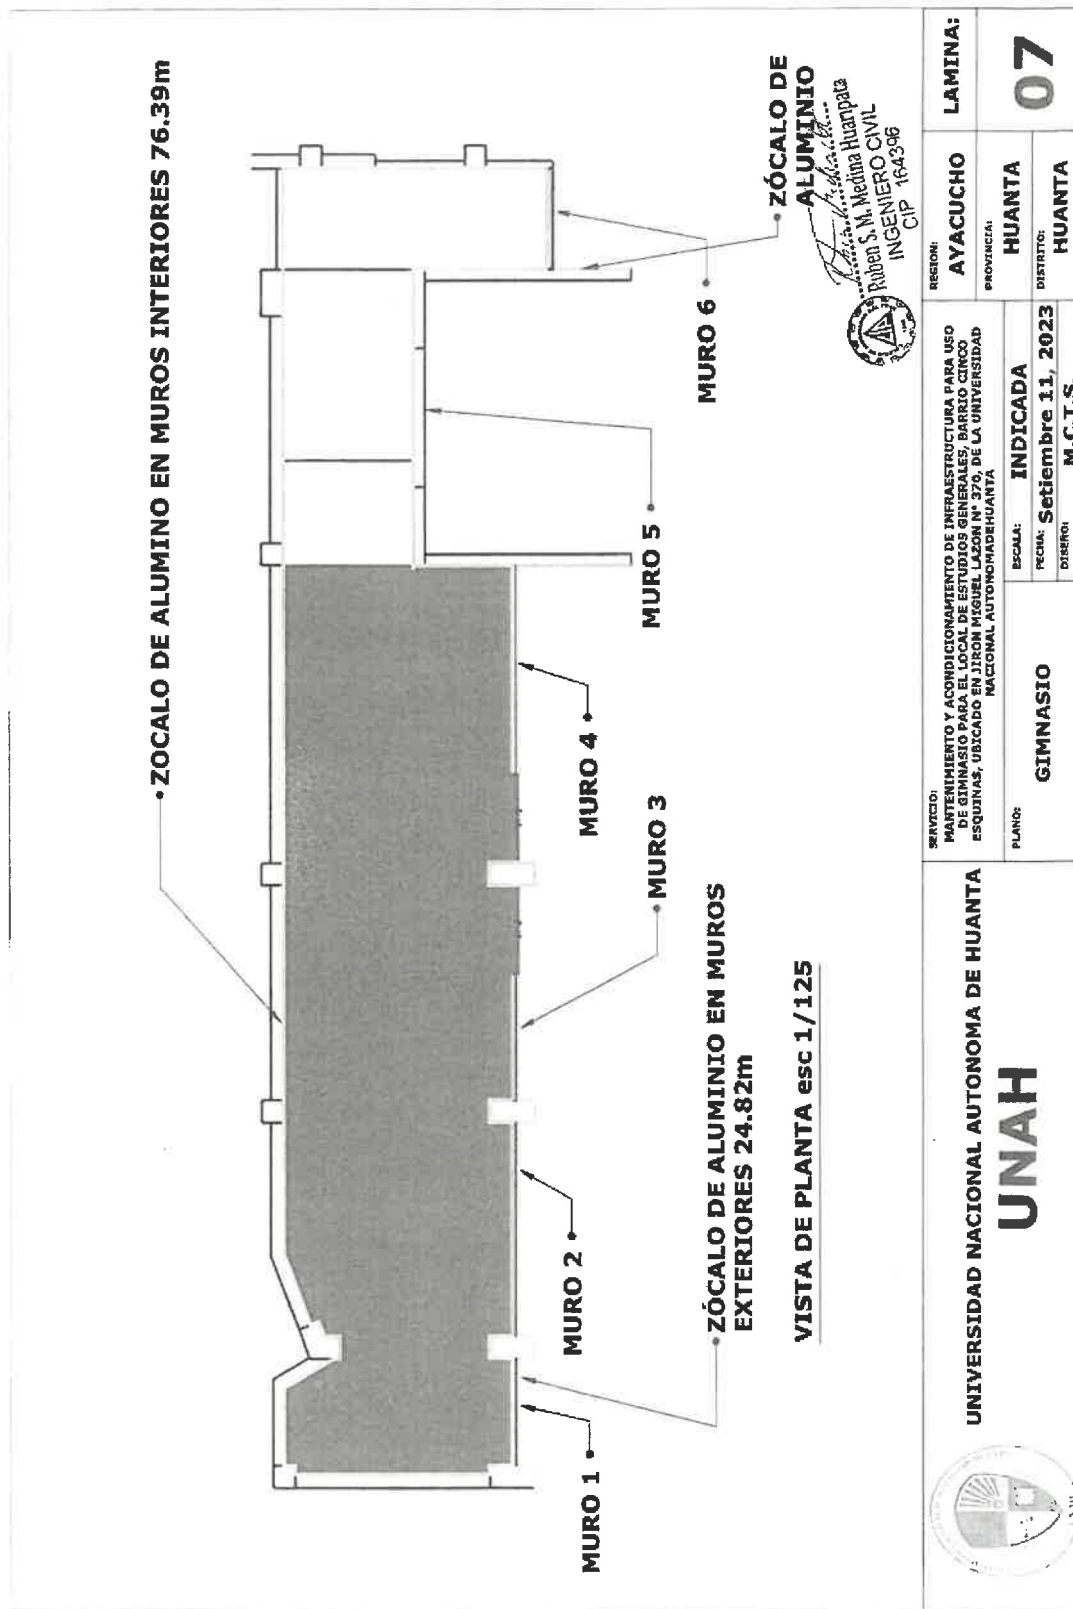 ZOCALO DE ALUMINO EN MUROS INTERIORES 76.39m
ZÓCALO DE
ALUMINIO
MURO 6
MURO 5
MURO 4
MURO 3
MURO 2
MURO 1
ZÓCALO DE ALUMINIO EN MUROS
EXTERIORES 24.82m
VISTA DE PLANTA esc 1/125
Ruben S. M. Medina Huaripata
INGENIERO CIVIL
CIP 164396
UNIVERSIDAD NACIONAL AUTONOMA DE HUANTA
UNAH
SERVICIO:
MANTENIMIENTO Y ACONDICIONAMIENTO DE INFRAESTRUCTURA PARA USO
DE GIMNASIO PARA EL LOCAL DE ESTUDIOS GENERALES, BARRIO CINCO
ESQUINAS, UBICADO EN JIRON MIGUEL LAZON N° 370, DE LA UNIVERSIDAD
NACIONAL AUTONOMADEHUANTA
PLANO:
GIMNASIO
ESCALA: INDICADA
FECHA: Setiembre 11, 2023
DISEÑO: M.C.T.S.
REGION:
AYACUCHO
PROVINCIA:
HUANTA
DISTRITO:
HUANTA
LAMINA:
07